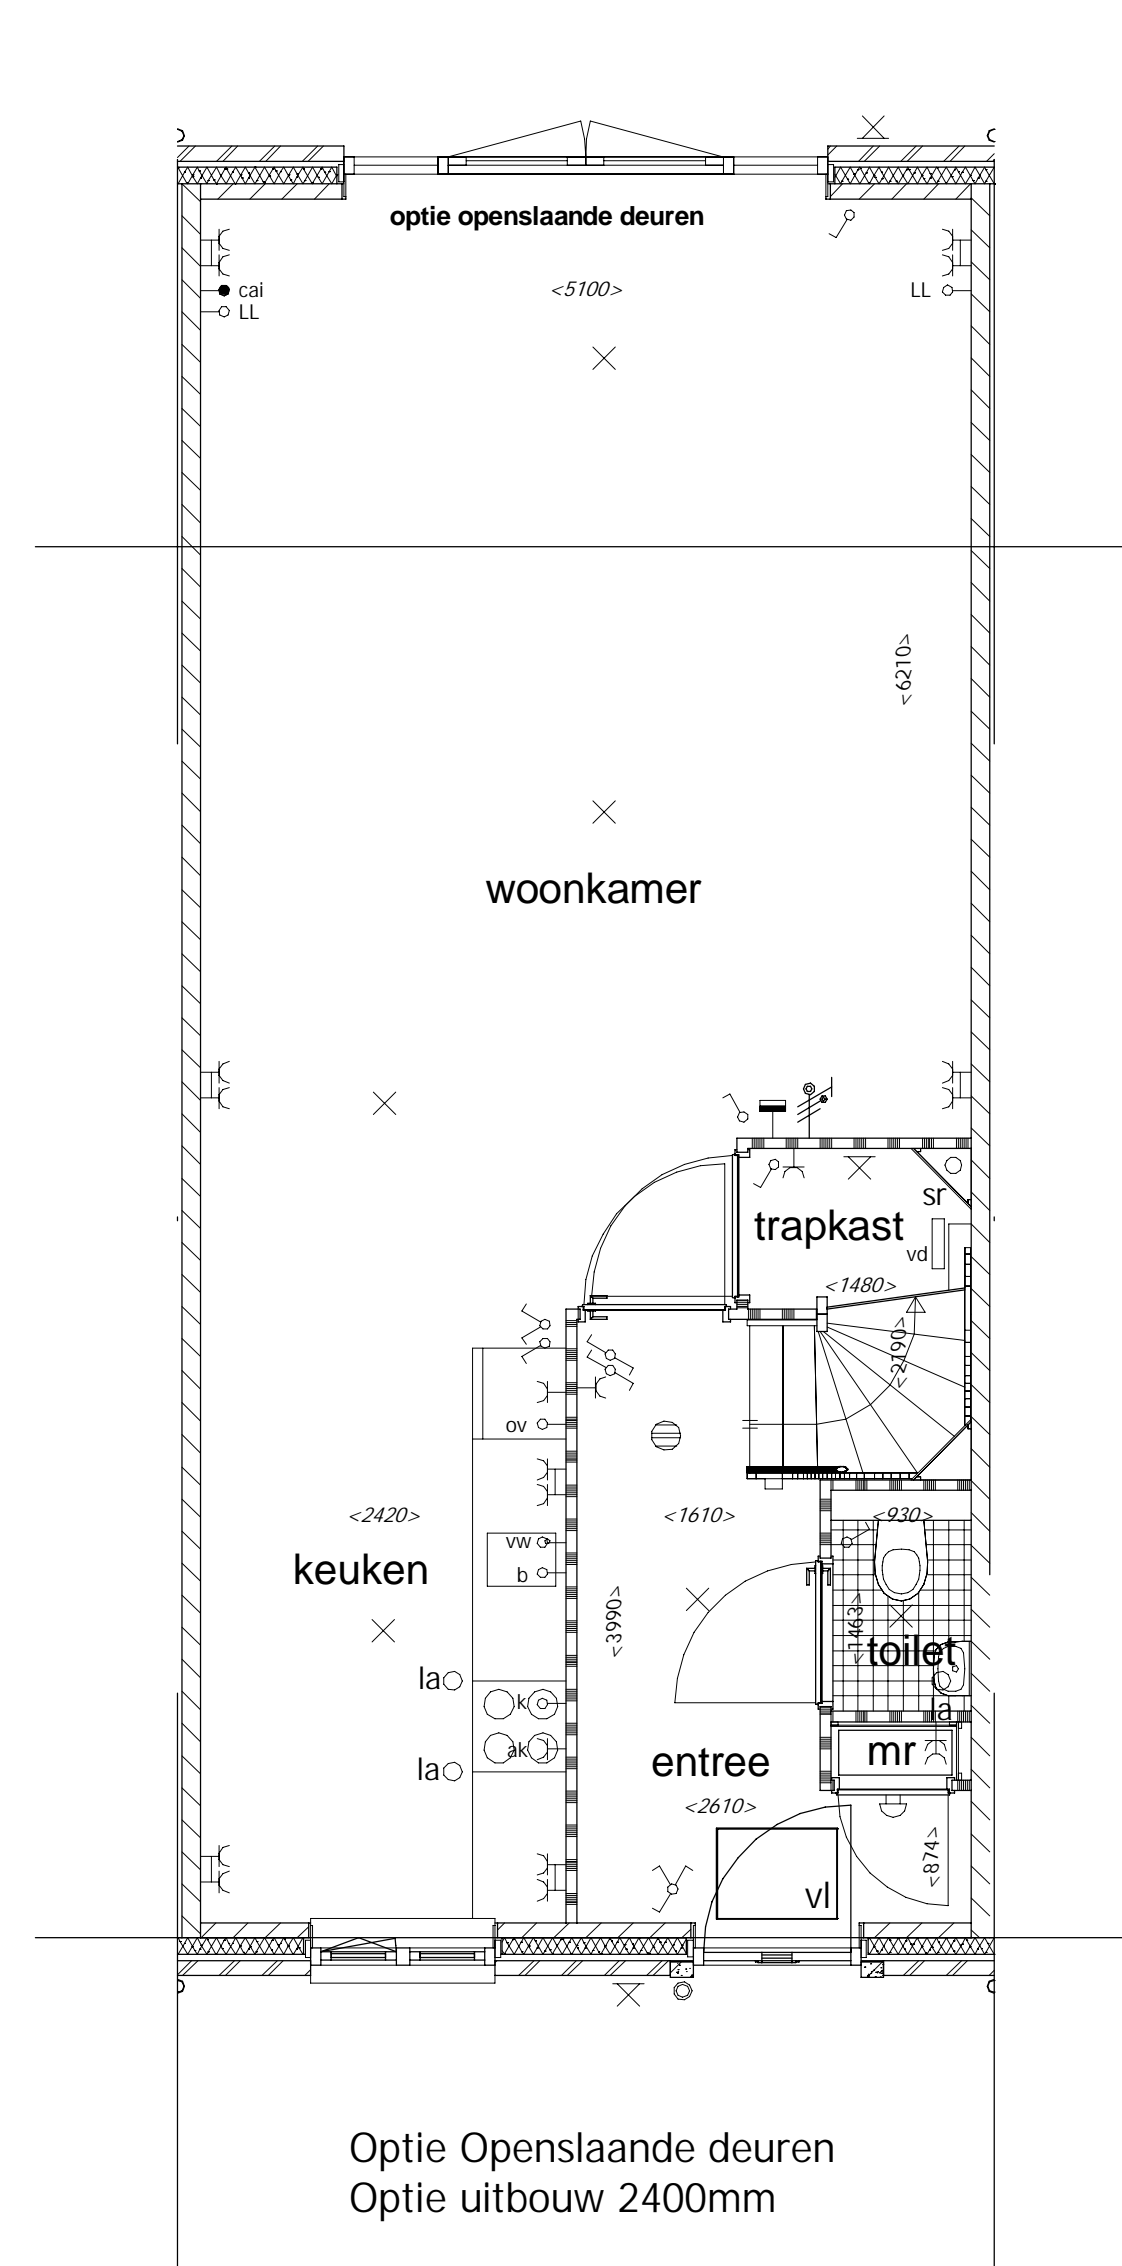 optie openslaande deuren
<5100>
cai
LL
LL
<6210>
woonkamer
sr
trapkast
vd
<1480>
<2190>
ov
<2420>
<1610>
<930>
vw
b
keuken
<3990>
<1463>
toilet
la
k
la
ak
mr
entree
la
<2610>
<874>
vl
Optie Openslaande deuren
Optie uitbouw 2400mm